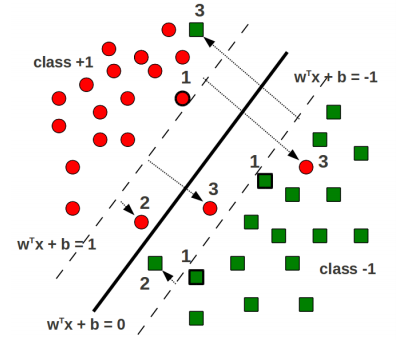 3
class +1
wᵀx + b = -1
1
1
3
3
2
wᵀx + b = 1
1
class -1
2
wᵀx + b = 0